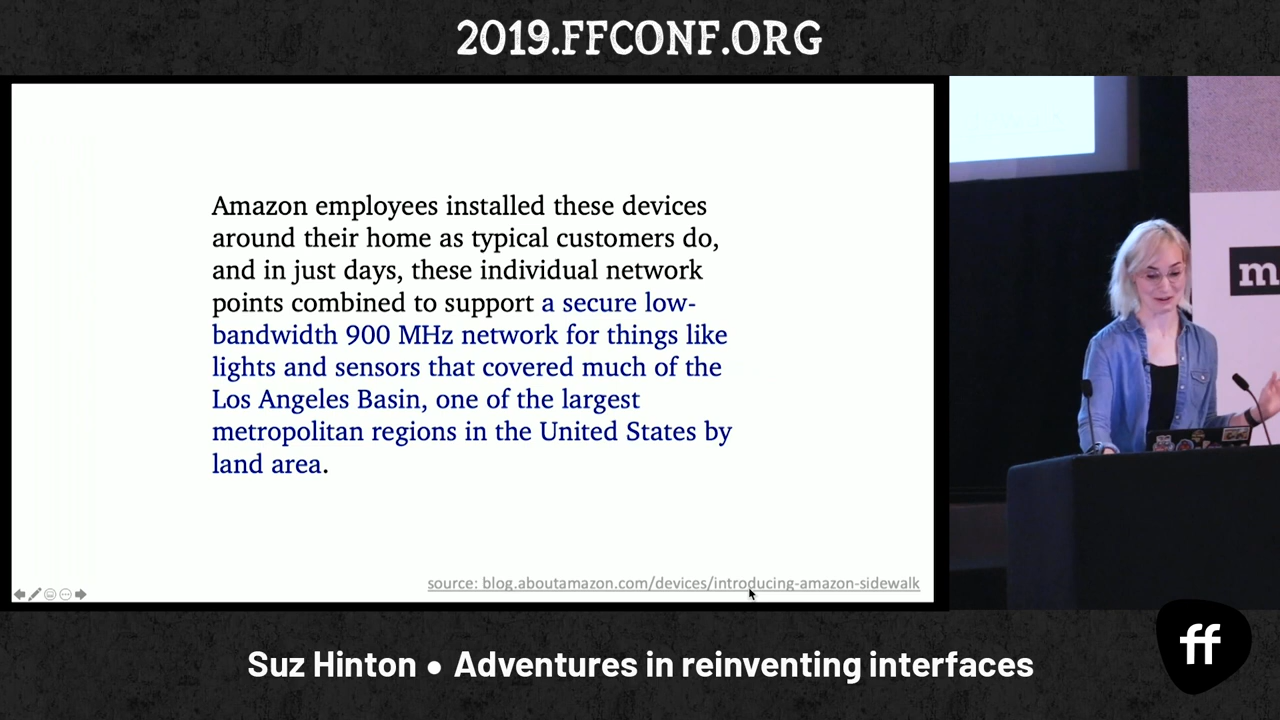 2019.FFCONF.ORG
Amazon employees installed these devices
around their home as typical customers do,
and in just days, these individual network
points combined to support a secure low-
bandwidth 900 MHz network for things like
lights and sensors that covered much of the
Los Angeles Basin, one of the largest
metropolitan regions in the United States by
land area.
source: blog.aboutamazon.com/devices/introducing-amazon-sidewalk
m
ff
Suz Hinton • Adventures in reinventing interfaces